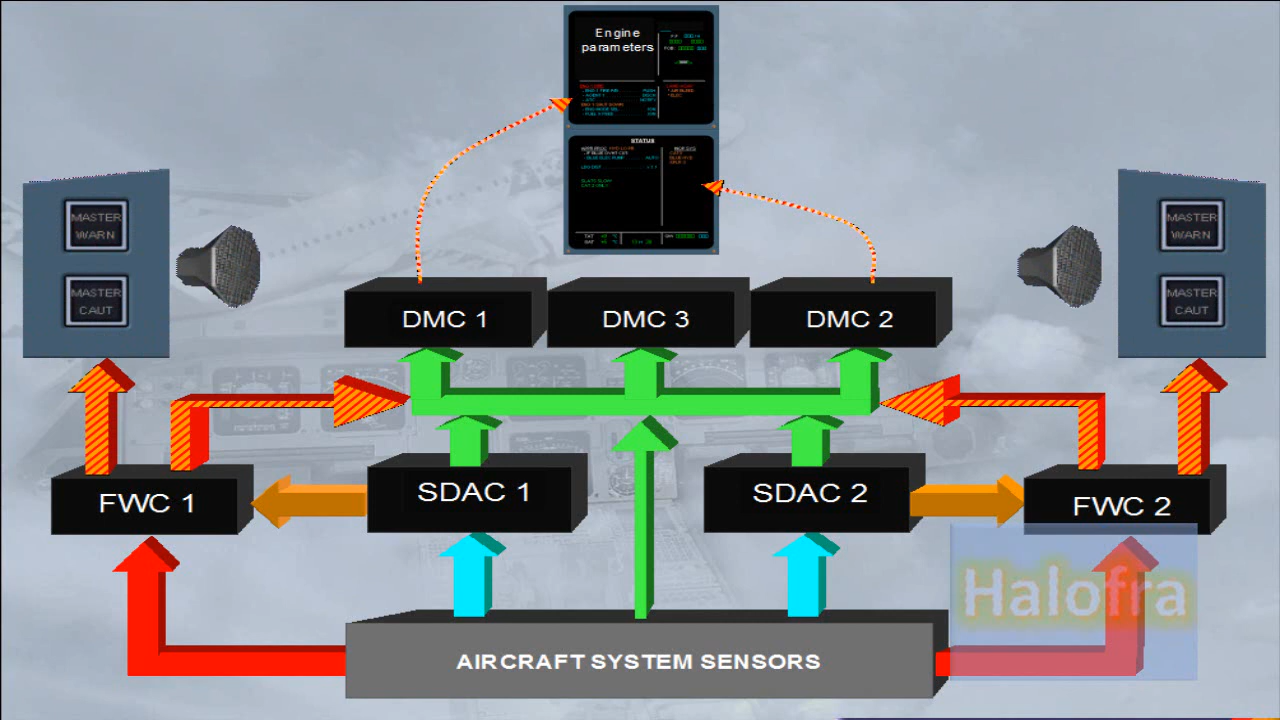 Engine
parameters
STATUS
MASTER
WARN
MASTER
CAUT
MASTER
WARN
MASTER
CAUT
DMC 1
DMC 3
DMC 2
FWC 1
SDAC 1
SDAC 2
FWC 2
Halofra
AIRCRAFT SYSTEM SENSORS